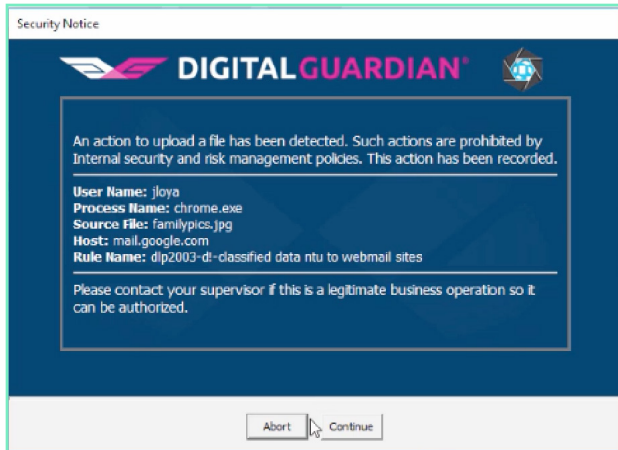 Security Notice
DIGITAL GUARDIAN®
An action to upload a file has been detected. Such actions are prohibited by
Internal security and risk management policies. This action has been recorded.
User Name: jloya
Process Name: chrome.exe
Source File: familypics.jpg
Host: mail.google.com
Rule Name: dlp2003-d!-classified data ntu to webmail sites
Please contact your supervisor if this is a legitimate business operation so it
can be authorized.
Abort Continue